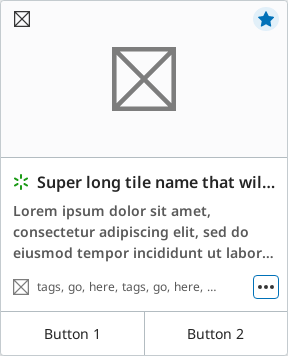 Super long tile name that wil...
Lorem ipsum dolor sit amet,
consectetur adipiscing elit, sed do
eiusmod tempor incididunt ut labor...
tags, go, here, tags, go, here, ...
Button 1
Button 2